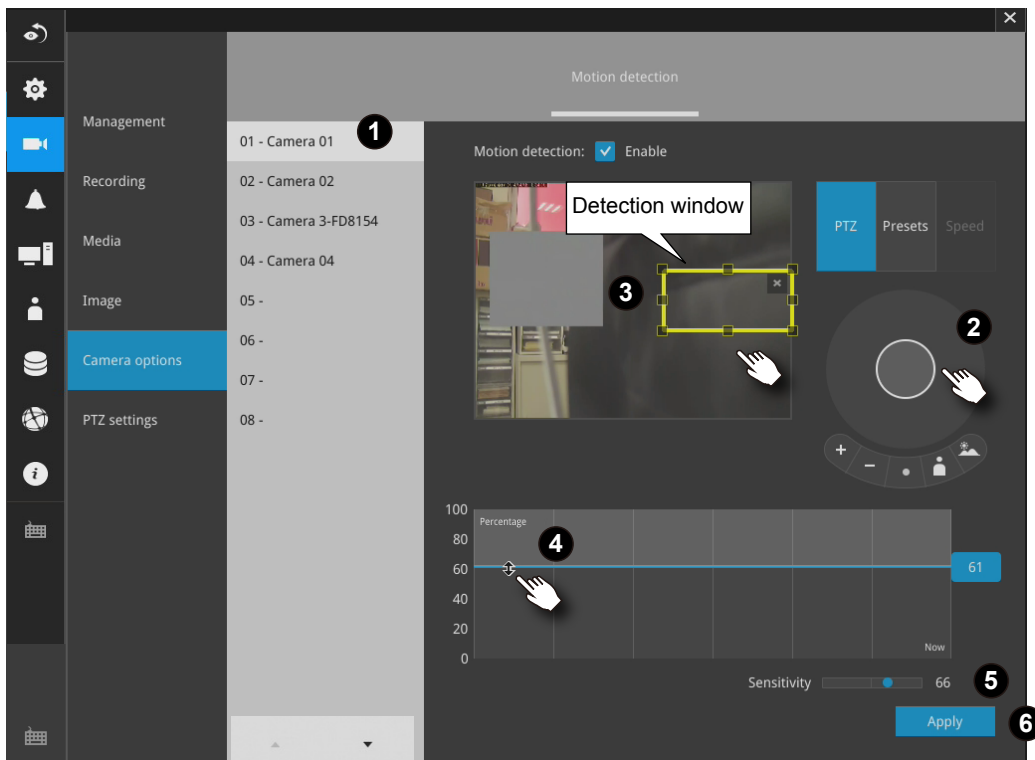 Motion detection
Management
Recording
Media
Image
Camera options
PTZ settings
1
01 - Camera 01
02 - Camera 02
03 - Camera 3-FD8154
04 - Camera 04
05 -
06 -
07 -
08 -
Motion detection: Enable
Detection window
3
PTZ Presets Speed
2
100
80
60
40
20
0
Percentage
4
61
Now
Sensitivity 66
5
Apply
6